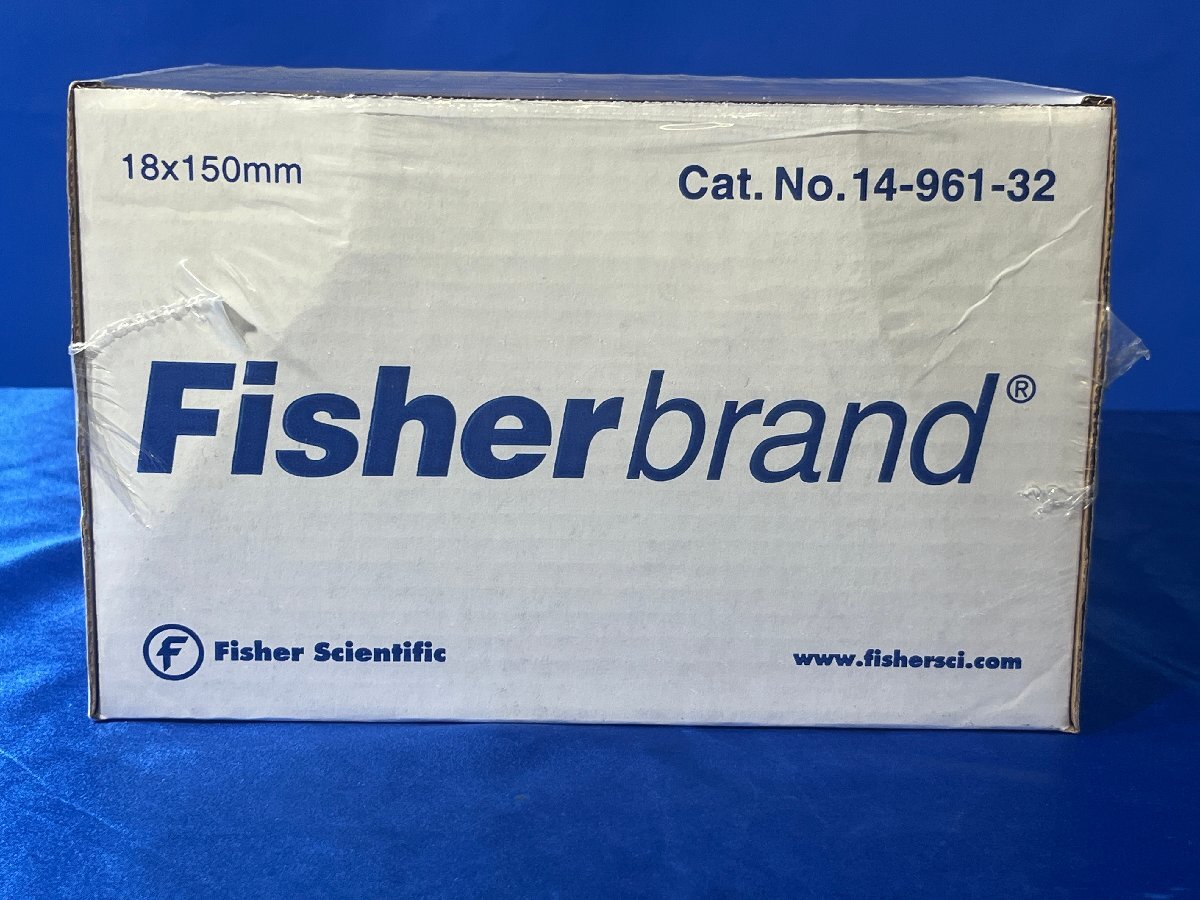 18x150mm
Cat. No.14-961-32
Fisherbrand®
F Fisher Scientific
www.fishersci.com